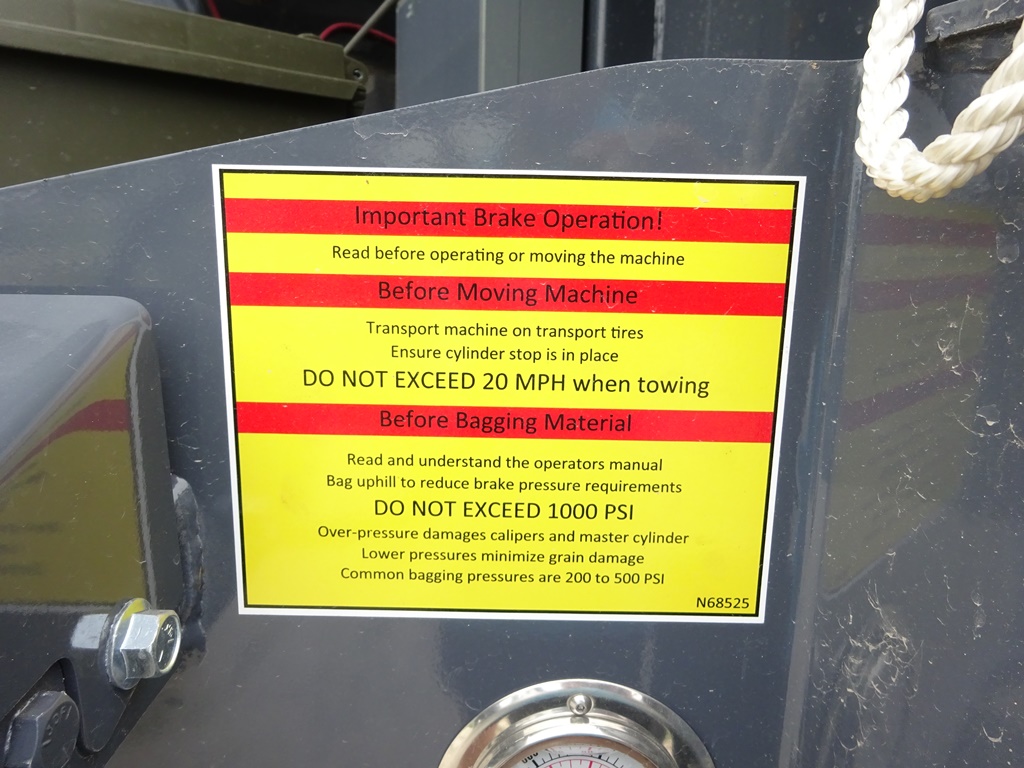 Important Brake Operation!
Read before operating or moving the machine
Before Moving Machine
Transport machine on transport tires
Ensure cylinder stop is in place
DO NOT EXCEED 20 MPH when towing
Before Bagging Material
Read and understand the operators manual
Bag uphill to reduce brake pressure requirements
DO NOT EXCEED 1000 PSI
Over-pressure damages calipers and master cylinder
Lower pressures minimize grain damage
Common bagging pressures are 200 to 500 PSI
N68525